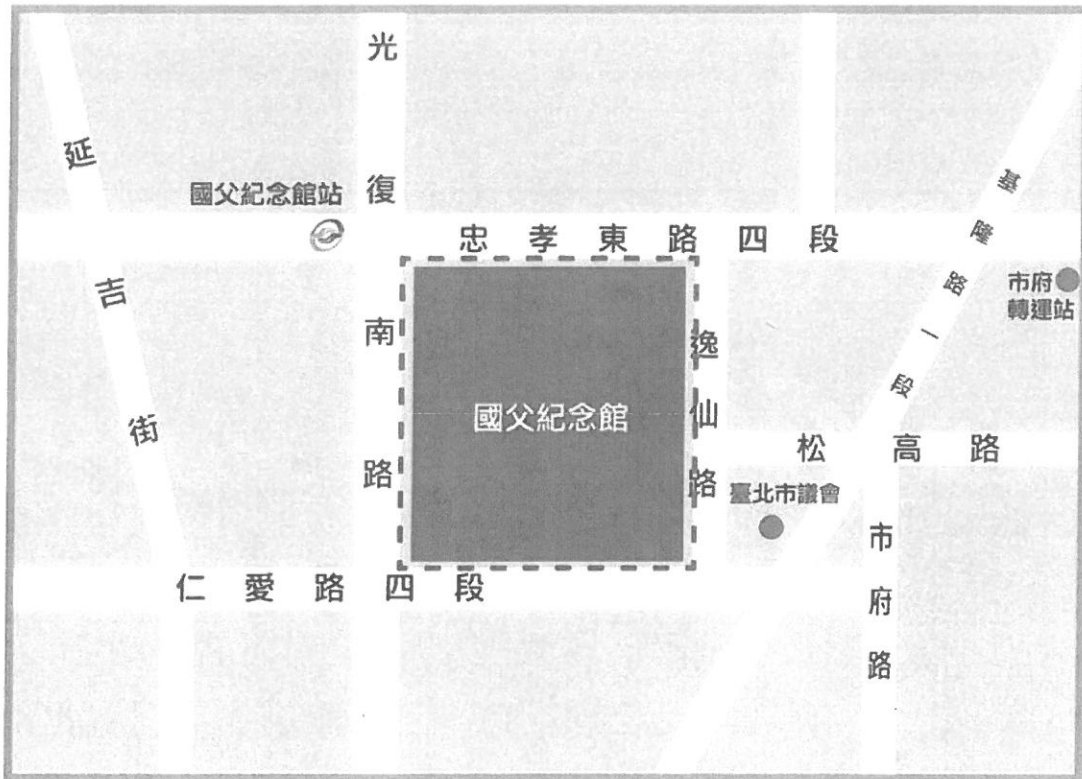 延吉街
光復南路
國父紀念館站
忠孝東路四段
基隆路一段
市府
轉運站
逸仙路
國父紀念館
松高路
臺北市議會
市府路
仁愛路四段